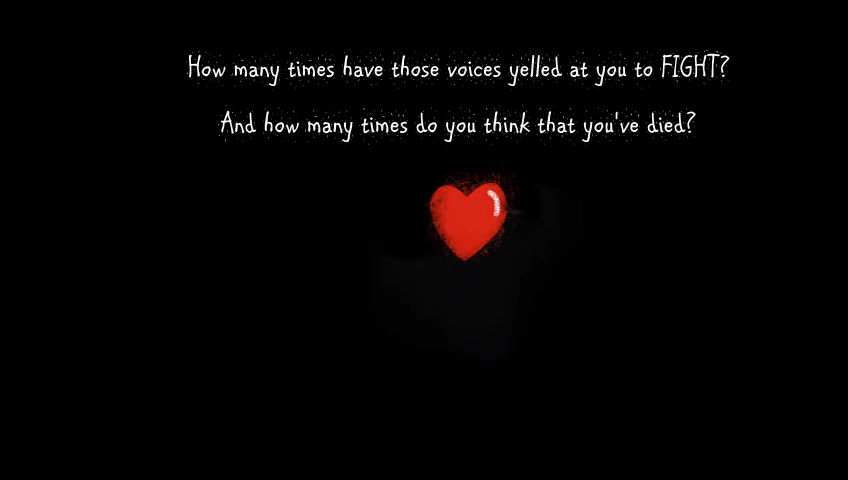 How many times have those voices yelled at you to FIGHT?
And how many times do you think that you've died?